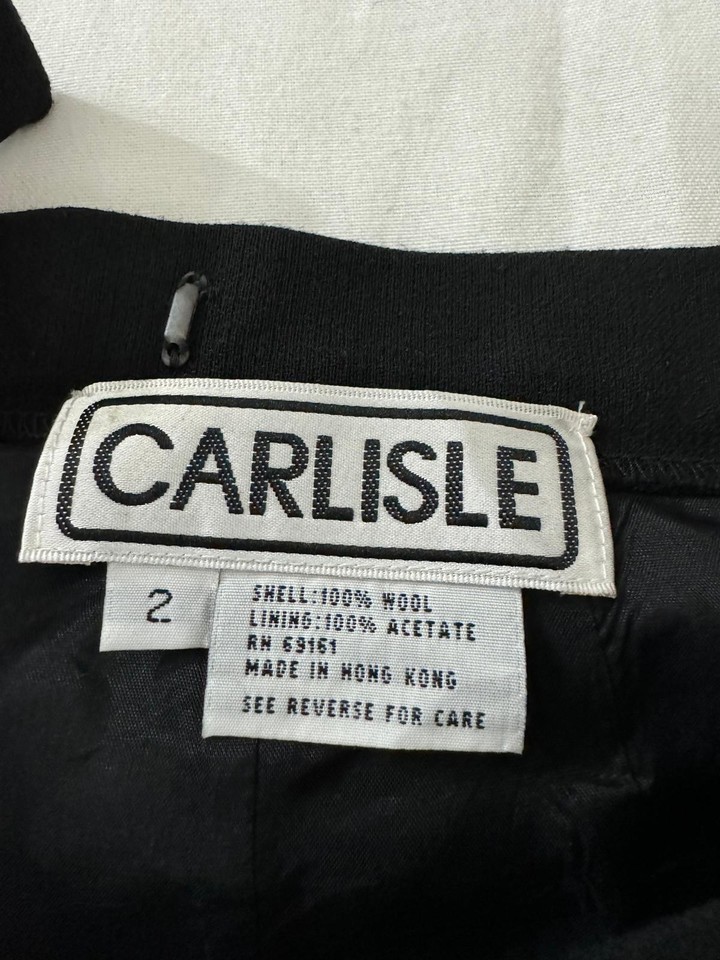 CARLISLE
2
SHELL:100% WOOL
LINING:100% ACETATE
RN 69161
MADE IN HONG KONG
SEE REVERSE FOR CARE